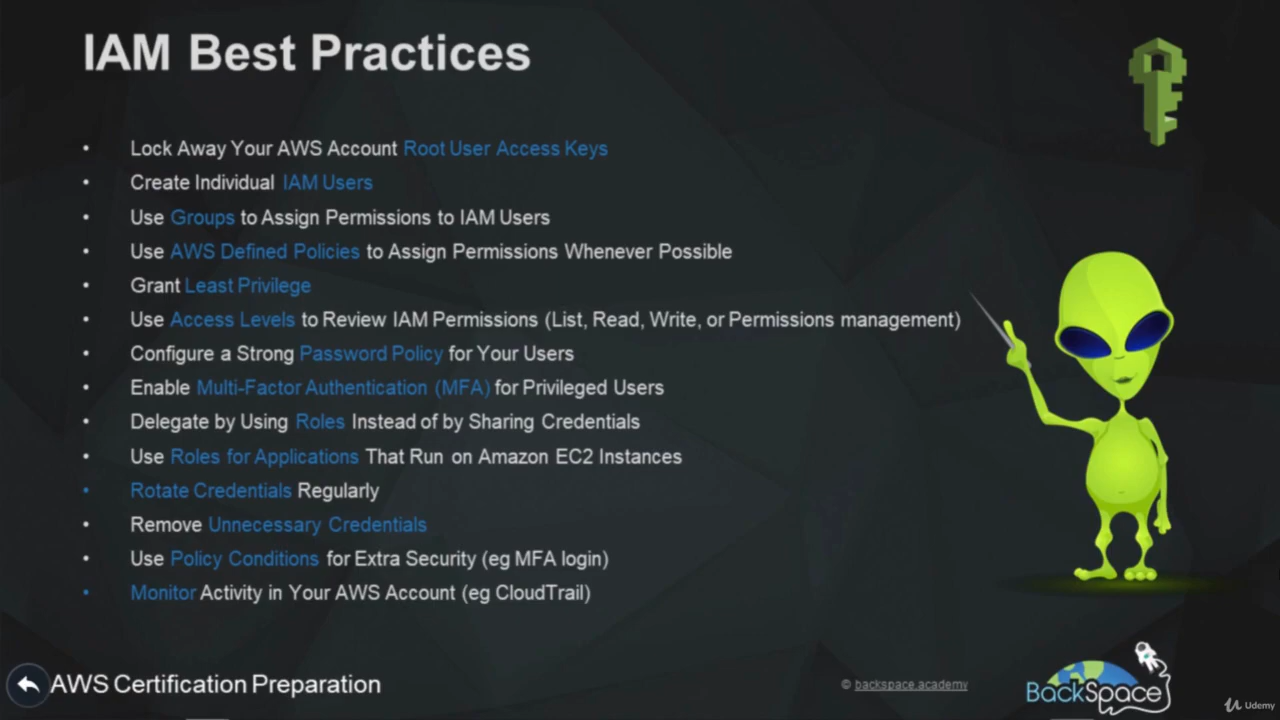 IAM Best Practices
• Lock Away Your AWS Account Root User Access Keys
• Create Individual IAM Users
• Use Groups to Assign Permissions to IAM Users
• Use AWS Defined Policies to Assign Permissions Whenever Possible
• Grant Least Privilege
• Use Access Levels to Review IAM Permissions (List, Read, Write, or Permissions management)
• Configure a Strong Password Policy for Your Users
• Enable Multi-Factor Authentication (MFA) for Privileged Users
• Delegate by Using Roles Instead of by Sharing Credentials
• Use Roles for Applications That Run on Amazon EC2 Instances
• Rotate Credentials Regularly
• Remove Unnecessary Credentials
• Use Policy Conditions for Extra Security (eg MFA login)
• Monitor Activity in Your AWS Account (eg CloudTrail)
AWS Certification Preparation
© backspace.academy
BackSpace
Udemy